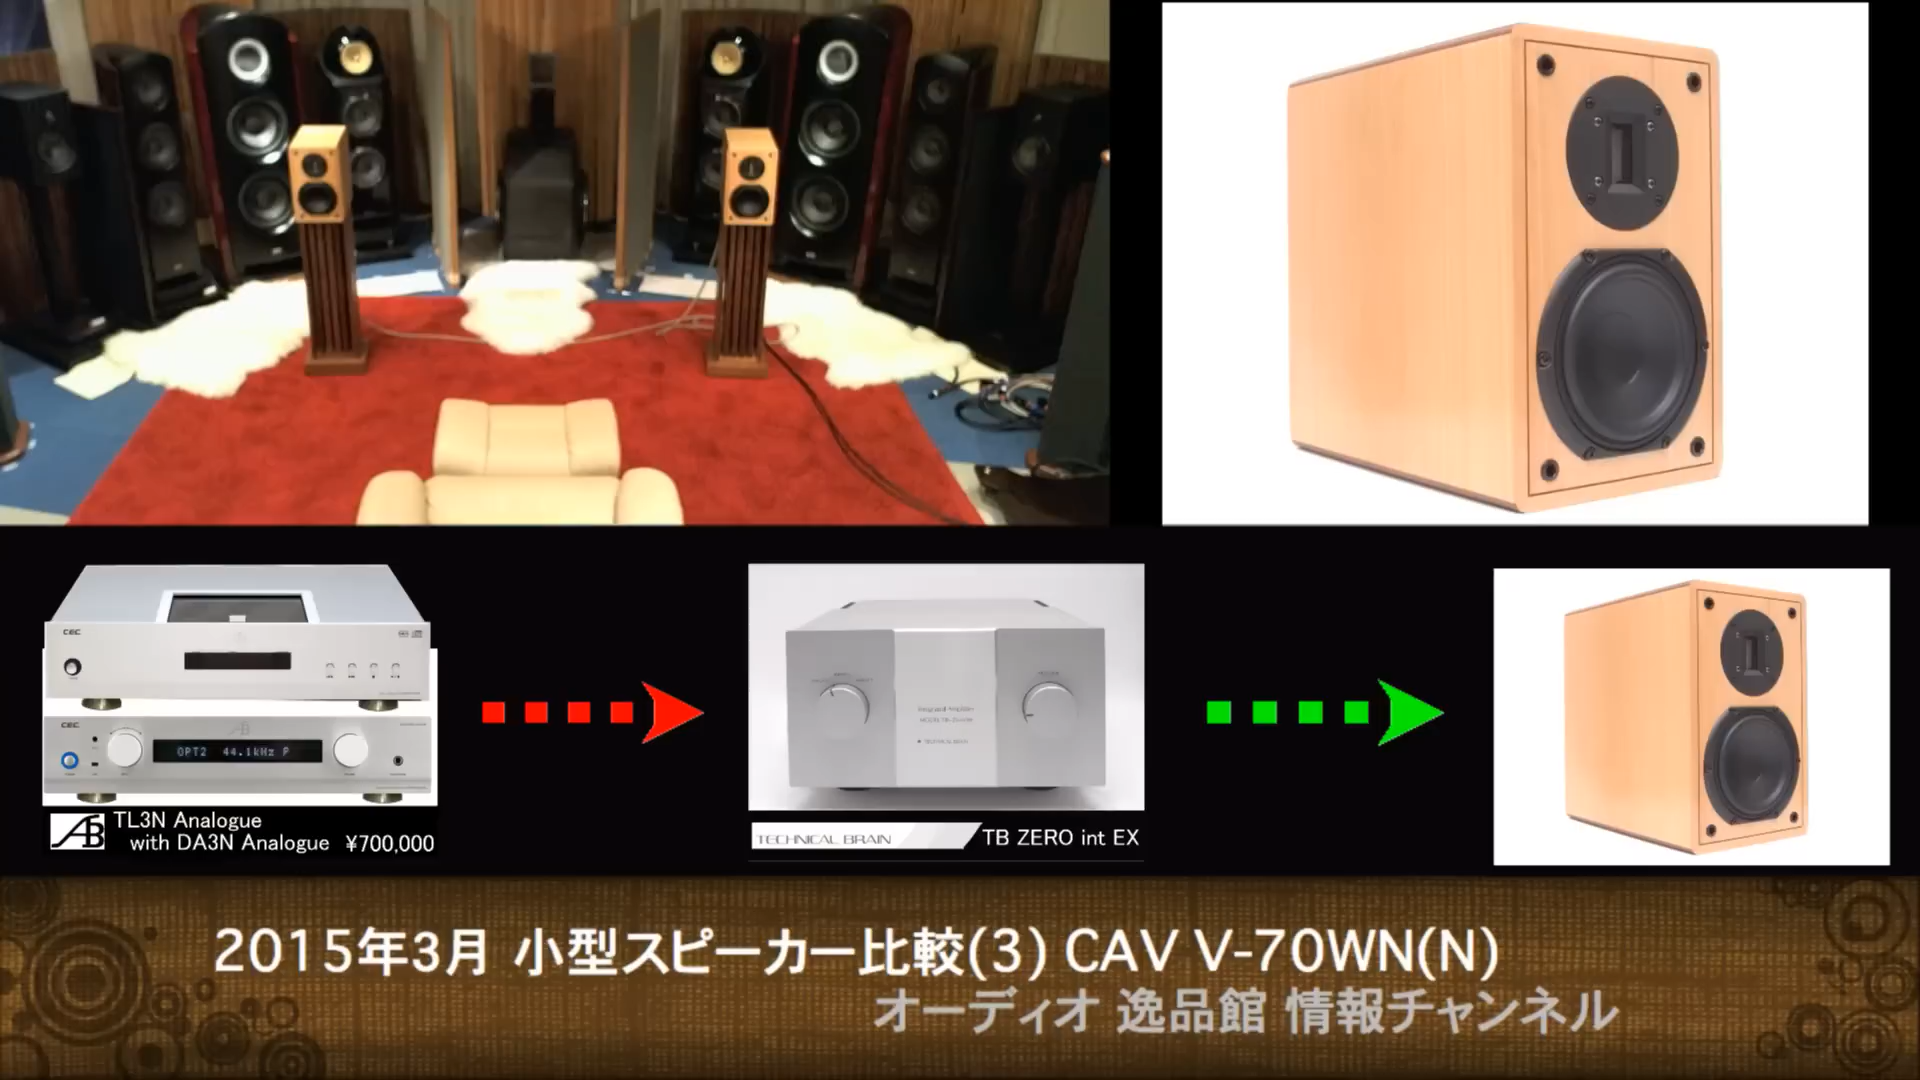 CEC
CEC
OPT2 44.1kHz P
AB
TL3N Analogue
with DA3N Analogue ¥700,000
TECHNICAL BRAIN
TB ZERO int EX
2015年3月 小型スピーカー比較(3) CAV V-70WN(N)
オーディオ 逸品館 情報チャンネル